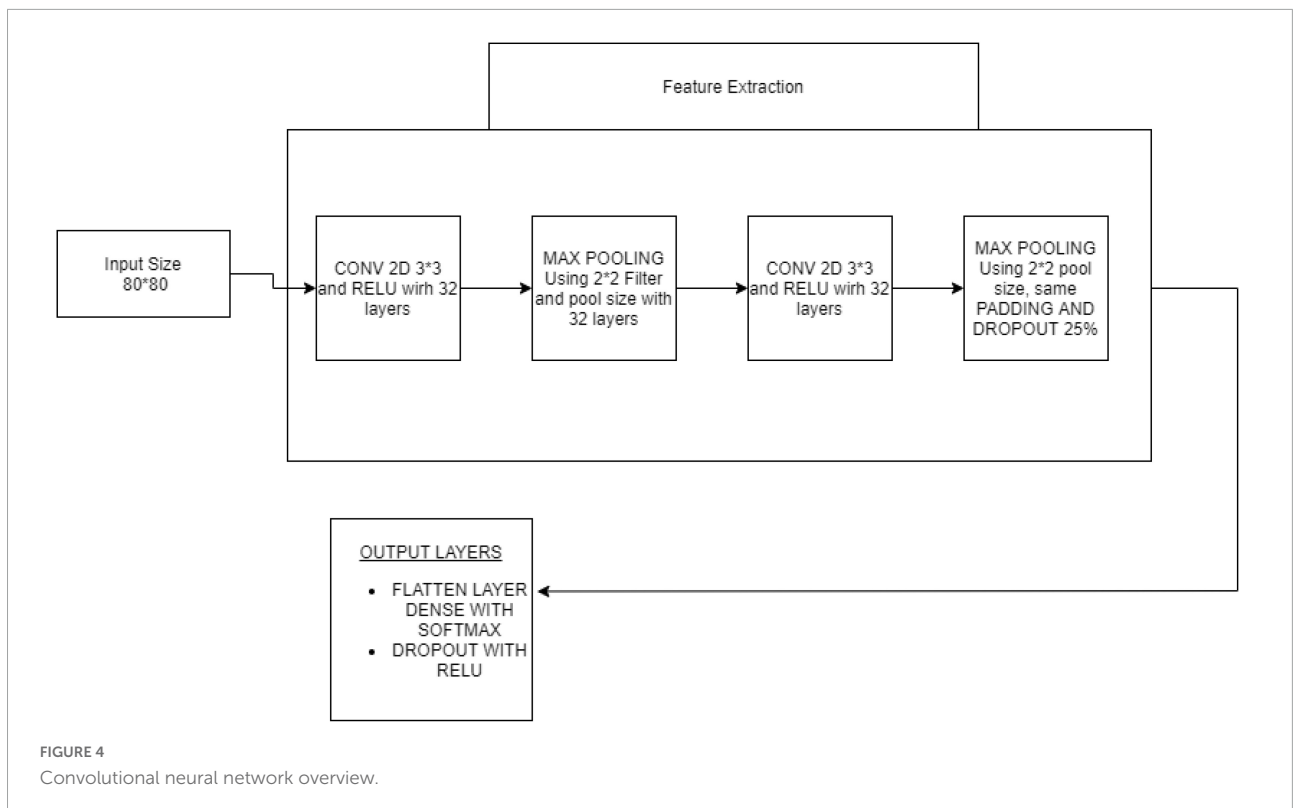 Feature Extraction
Input Size
80*80
CONV 2D 3*3
and RELU wirh 32
layers
MAX POOLING
Using 2*2 Filter
and pool size with
32 layers
CONV 2D 3*3
and RELU wirh 32
layers
MAX POOLING
Using 2*2 pool
size, same
PADDING AND
DROPOUT 25%
OUTPUT LAYERS
• FLATTEN LAYER
DENSE WITH
SOFTMAX
• DROPOUT WITH
RELU
FIGURE 4
Convolutional neural network overview.